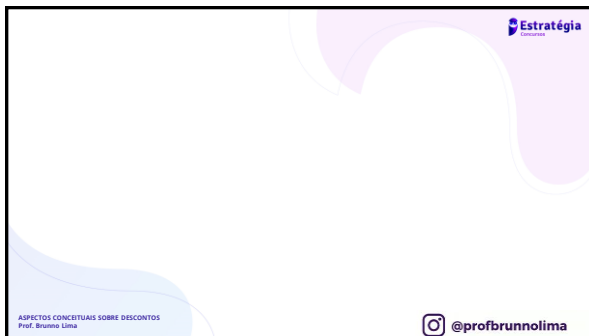 Estratégia
Concursos
ASPECTOS CONCEITUAIS SOBRE DESCONTOS
Prof. Brunno Lima
@profbrunnolima